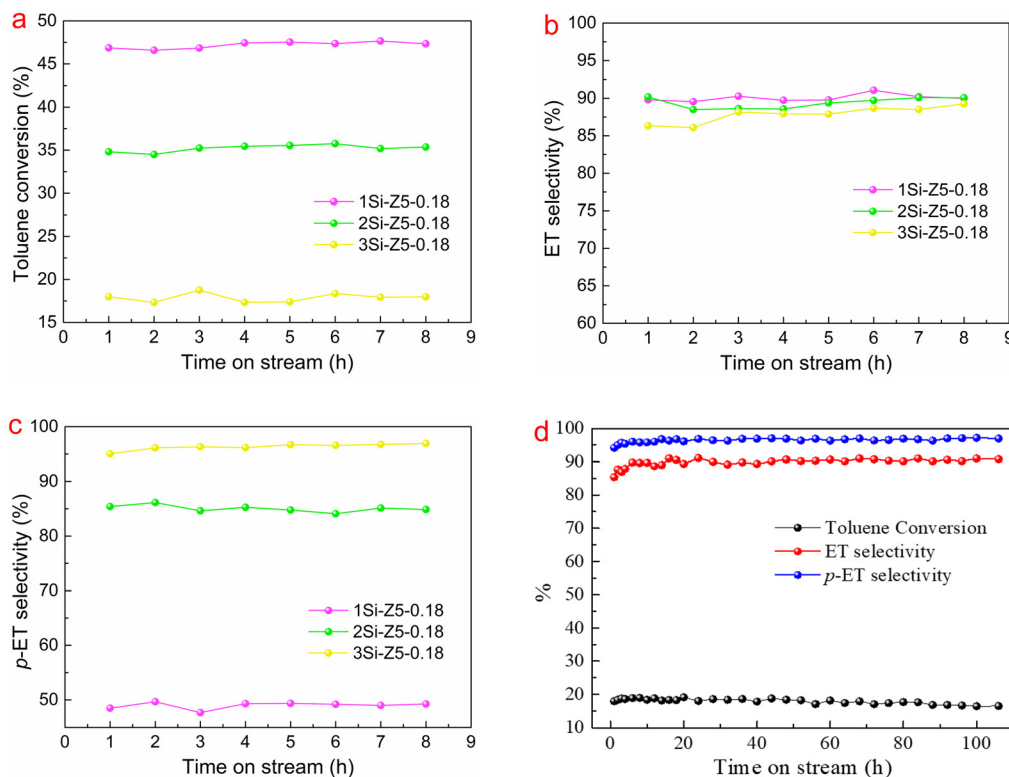 a
50
45
40
35
30
25
20
15
Toluene conversion (%)
1Si-Z5-0.18
2Si-Z5-0.18
3Si-Z5-0.18
0 1 2 3 4 5 6 7 8 9
Time on stream (h)
b
100
95
90
85
80
75
70
65
60
ET selectivity (%)
1Si-Z5-0.18
2Si-Z5-0.18
3Si-Z5-0.18
0 1 2 3 4 5 6 7 8 9
Time on stream (h)
c
100
90
80
70
60
50
p-ET selectivity (%)
1Si-Z5-0.18
2Si-Z5-0.18
3Si-Z5-0.18
0 1 2 3 4 5 6 7 8 9
Time on stream (h)
d
100
90
80
70
60
50
40
30
20
10
%
Toluene Conversion
ET selectivity
p-ET selectivity
0 20 40 60 80 100
Time on stream (h)